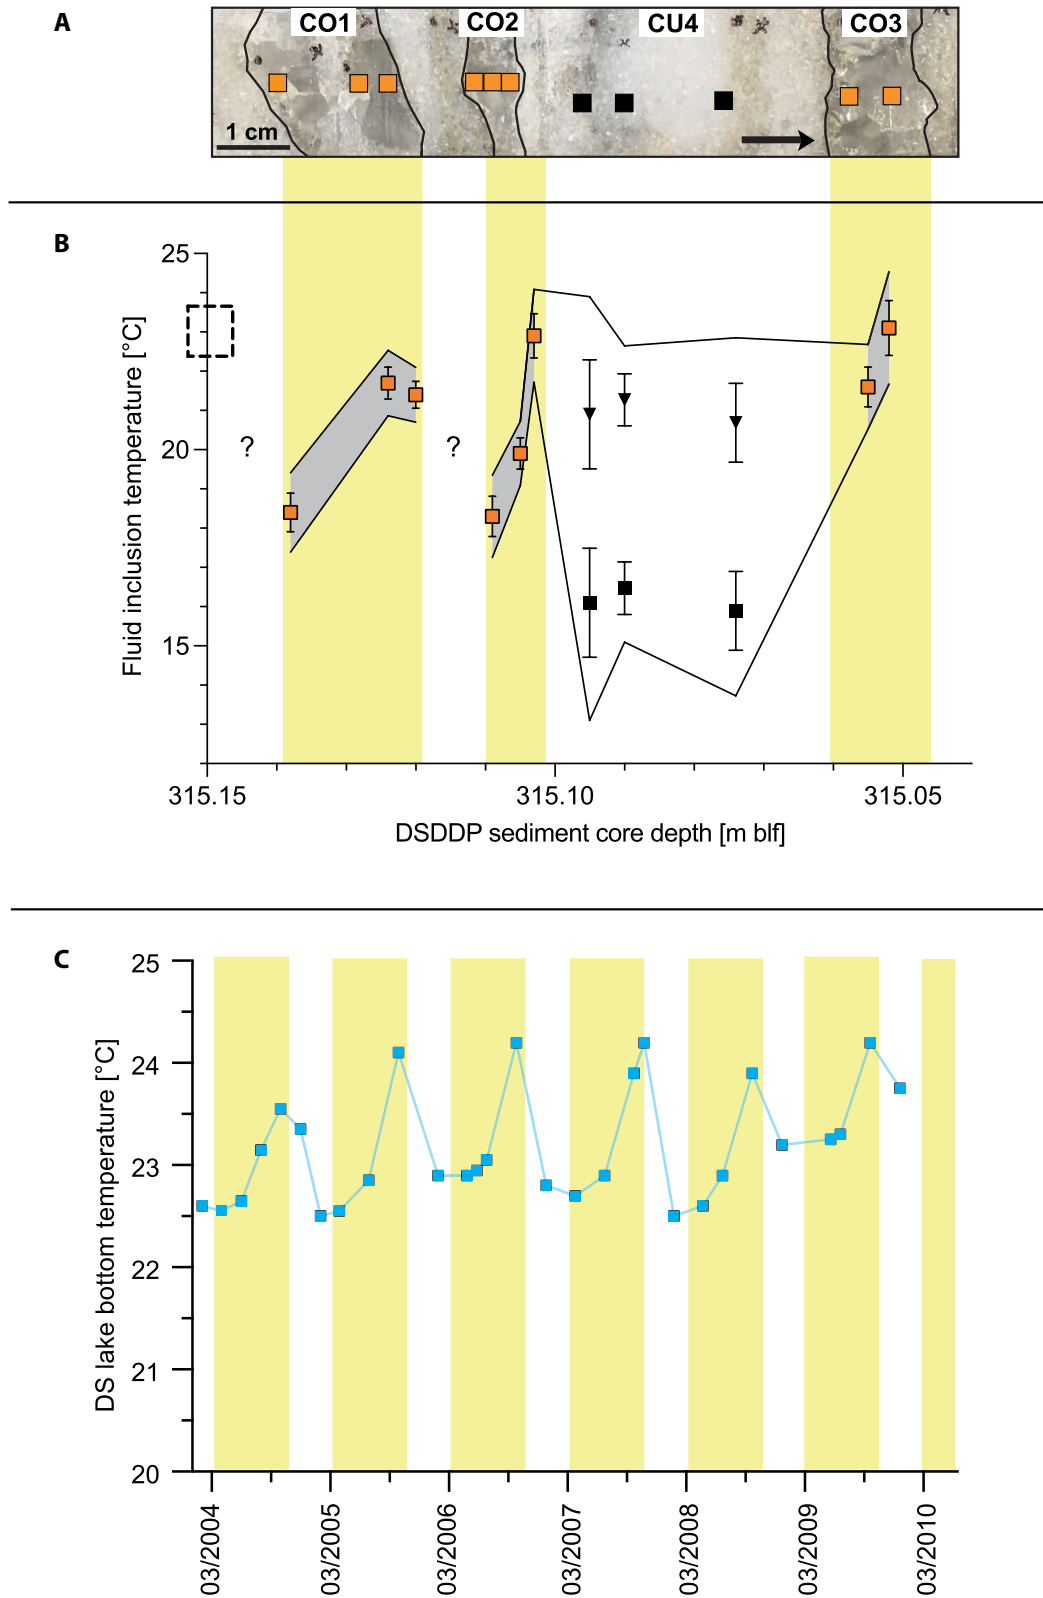 A
CO1
CO2
CU4
CO3
1 cm
B
25
20
15
? ?
Fluid inclusion temperature [°C]
315.15
315.10
315.05
DSDDP sediment core depth [m blf]
C
25
24
23
22
21
20
DS lake bottom temperature [°C]
03/2004
03/2005
03/2006
03/2007
03/2008
03/2009
03/2010